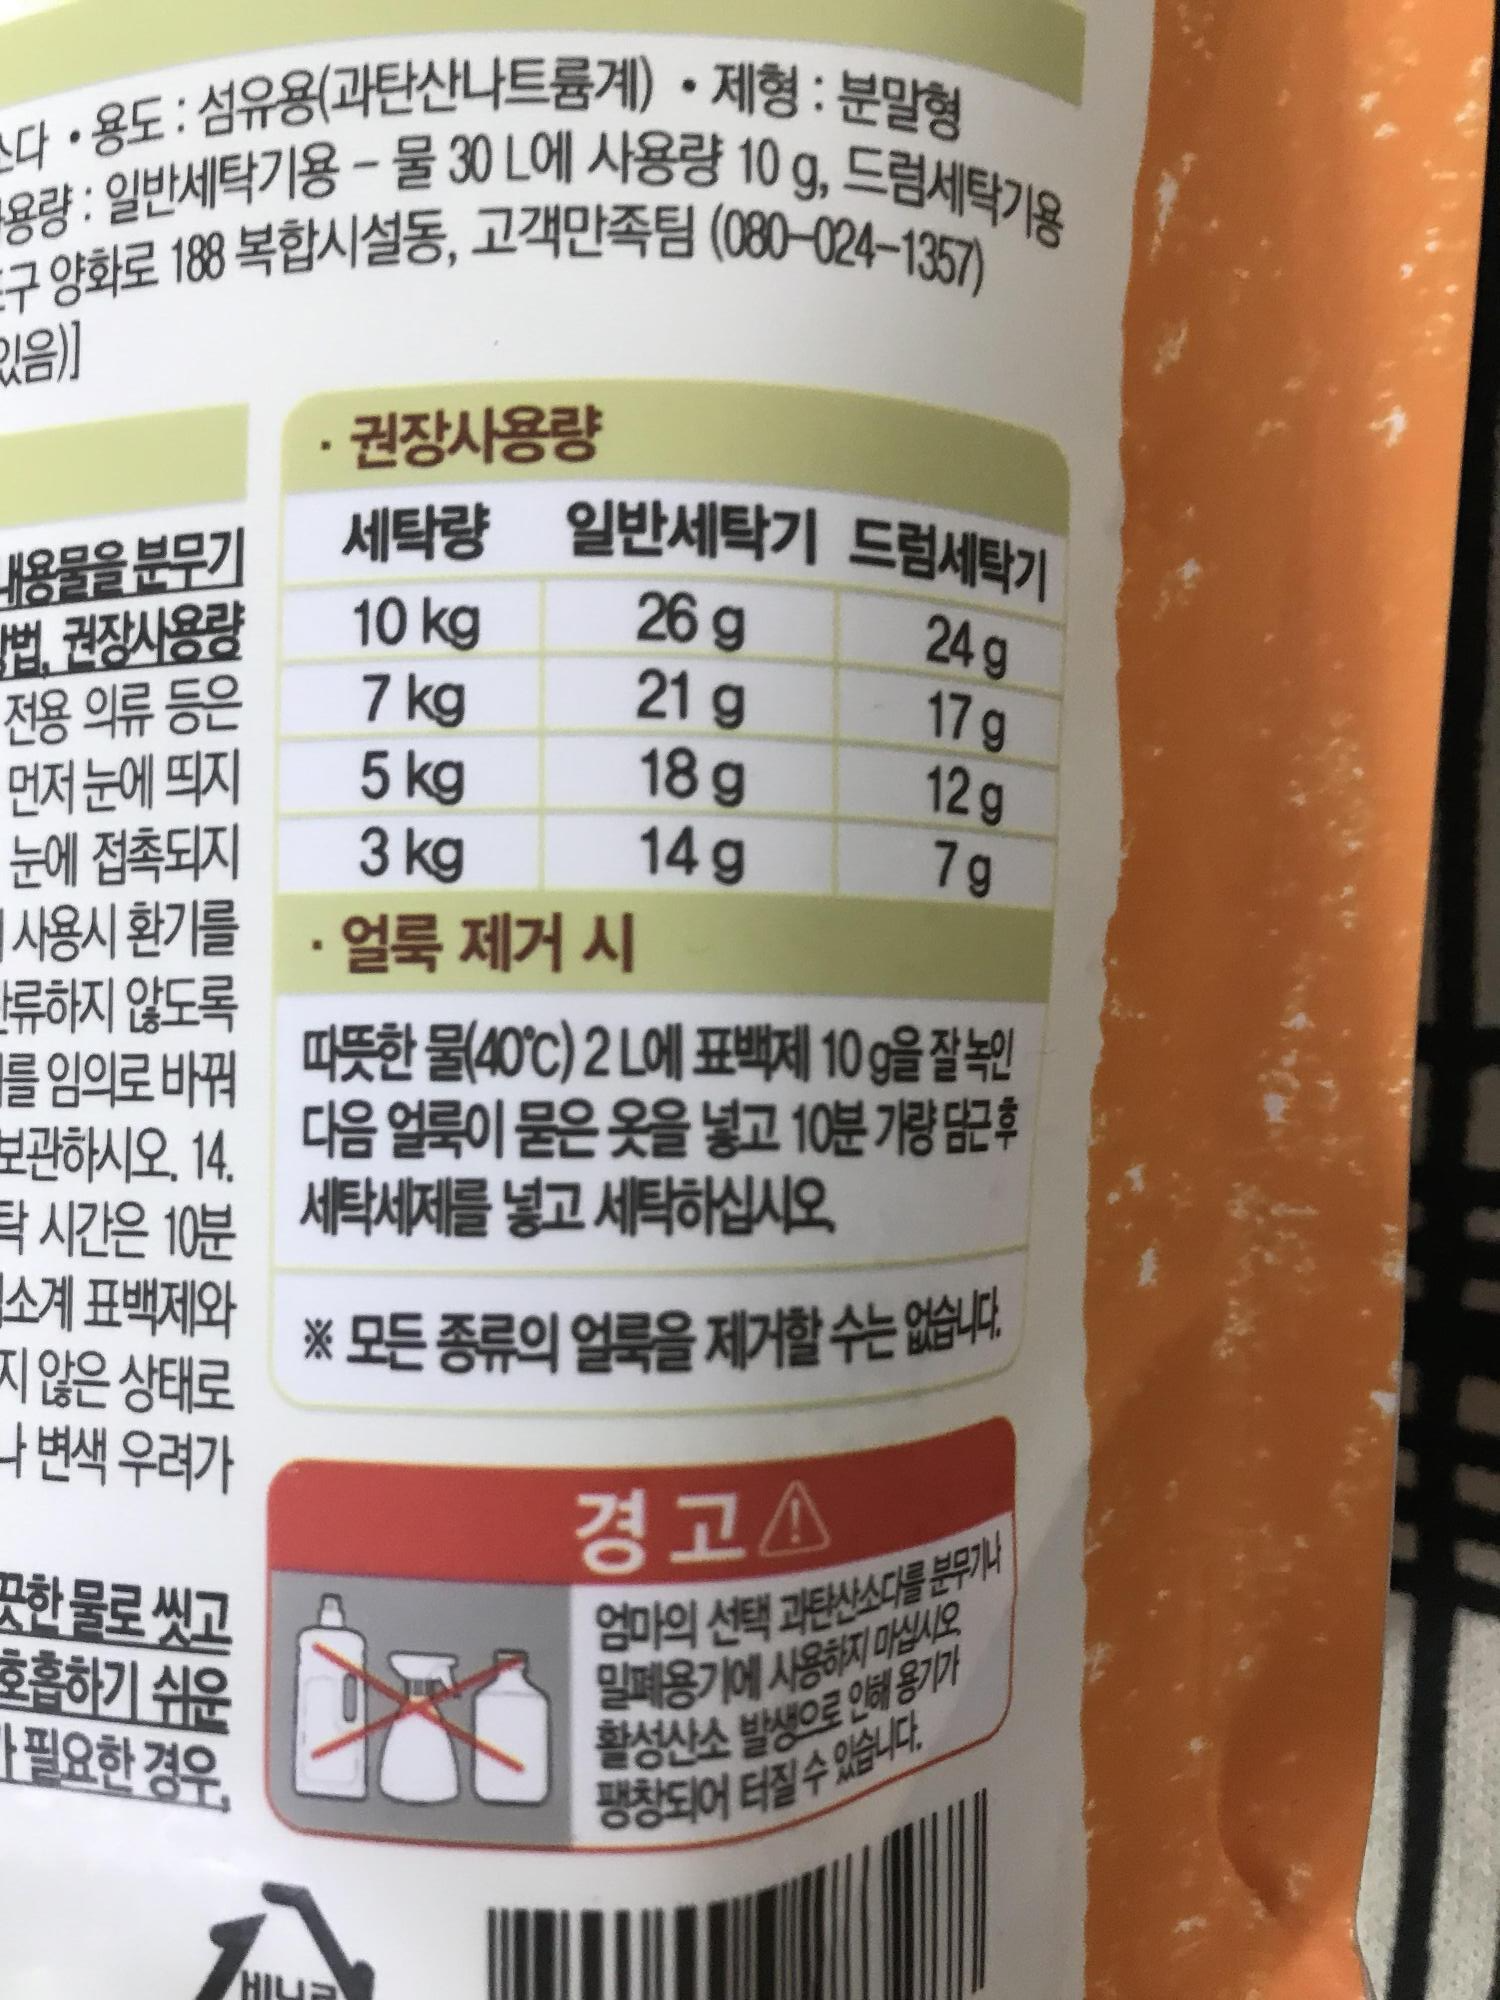 소다 • 용도 : 섬유용(과탄산나트륨계) • 제형 : 분말형
용량 : 일반세탁기용 – 물 30 L에 사용량 10 g, 드럼세탁기용
구 양화로 188 복합시설동, 고객만족팀 (080-024-1357)
있음)]
내용물을 분무기
법, 권장사용량
전용 의류 등은
먼저 눈에 띄지
눈에 접촉되지
사용시 환기를
류하지 않도록
를 임의로 바꿔
보관하시오. 14.
탁 시간은 10분
소계 표백제와
지 않은 상태로
나 변색 우려가
끗한 물로 씻고
호흡하기 쉬운
가 필요한 경우,
· 권장사용량
세탁량 일반세탁기 드럼세탁기
10 kg 26 g 24 g
7 kg 21 g 17 g
5 kg 18 g 12 g
3 kg 14 g 7 g
· 얼룩 제거 시
따뜻한 물(40℃) 2 L에 표백제 10 g을 잘 녹인
다음 얼룩이 묻은 옷을 넣고 10분 가량 담근 후
세탁세제를 넣고 세탁하십시오.
※ 모든 종류의 얼룩을 제거할 수는 없습니다.
경고
엄마의 선택 과탄산소다를 분무기나
밀폐용기에 사용하지 마십시오.
활성산소 발생으로 인해 용기가
팽창되어 터질 수 있습니다.